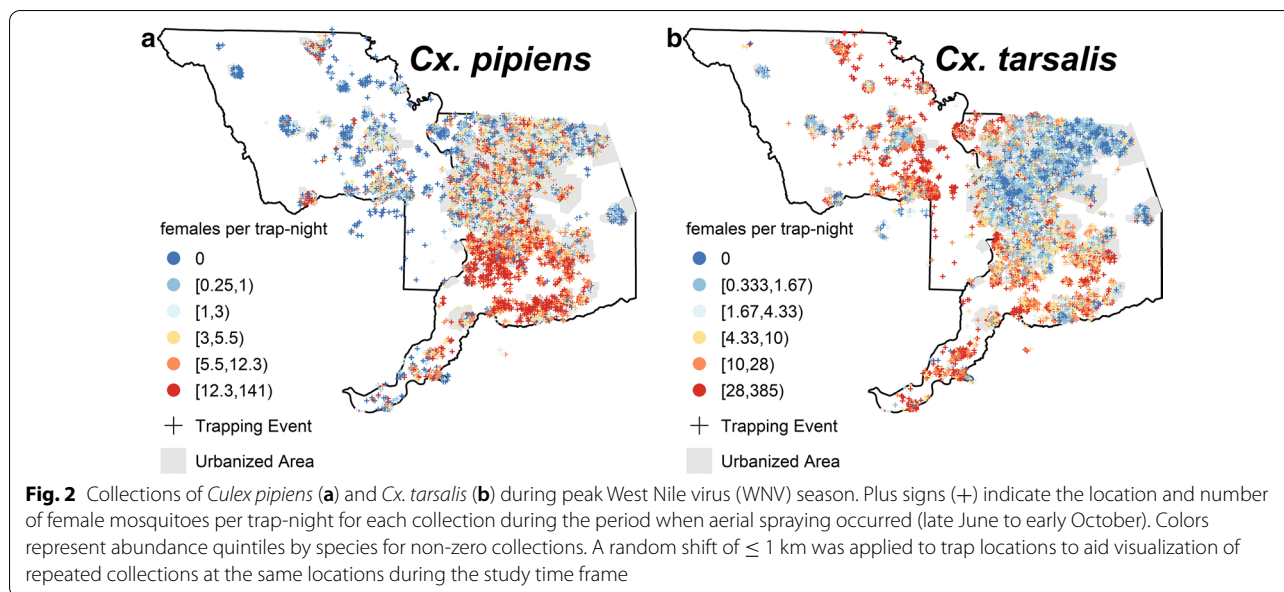 a
Cx. pipiens
females per trap-night
0
[0.25,1)
[1,3)
[3,5.5)
[5.5,12.3)
[12.3,141)
Trapping Event
Urbanized Area
b
Cx. tarsalis
females per trap-night
0
[0.333,1.67)
[1.67,4.33)
[4.33,10)
[10,28)
[28,385)
Trapping Event
Urbanized Area
Fig. 2 Collections of Culex pipiens (a) and Cx. tarsalis (b) during peak West Nile virus (WNV) season. Plus signs (+) indicate the location and number
of female mosquitoes per trap-night for each collection during the period when aerial spraying occurred (late June to early October). Colors
represent abundance quintiles by species for non-zero collections. A random shift of ≤ 1 km was applied to trap locations to aid visualization of
repeated collections at the same locations during the study time frame